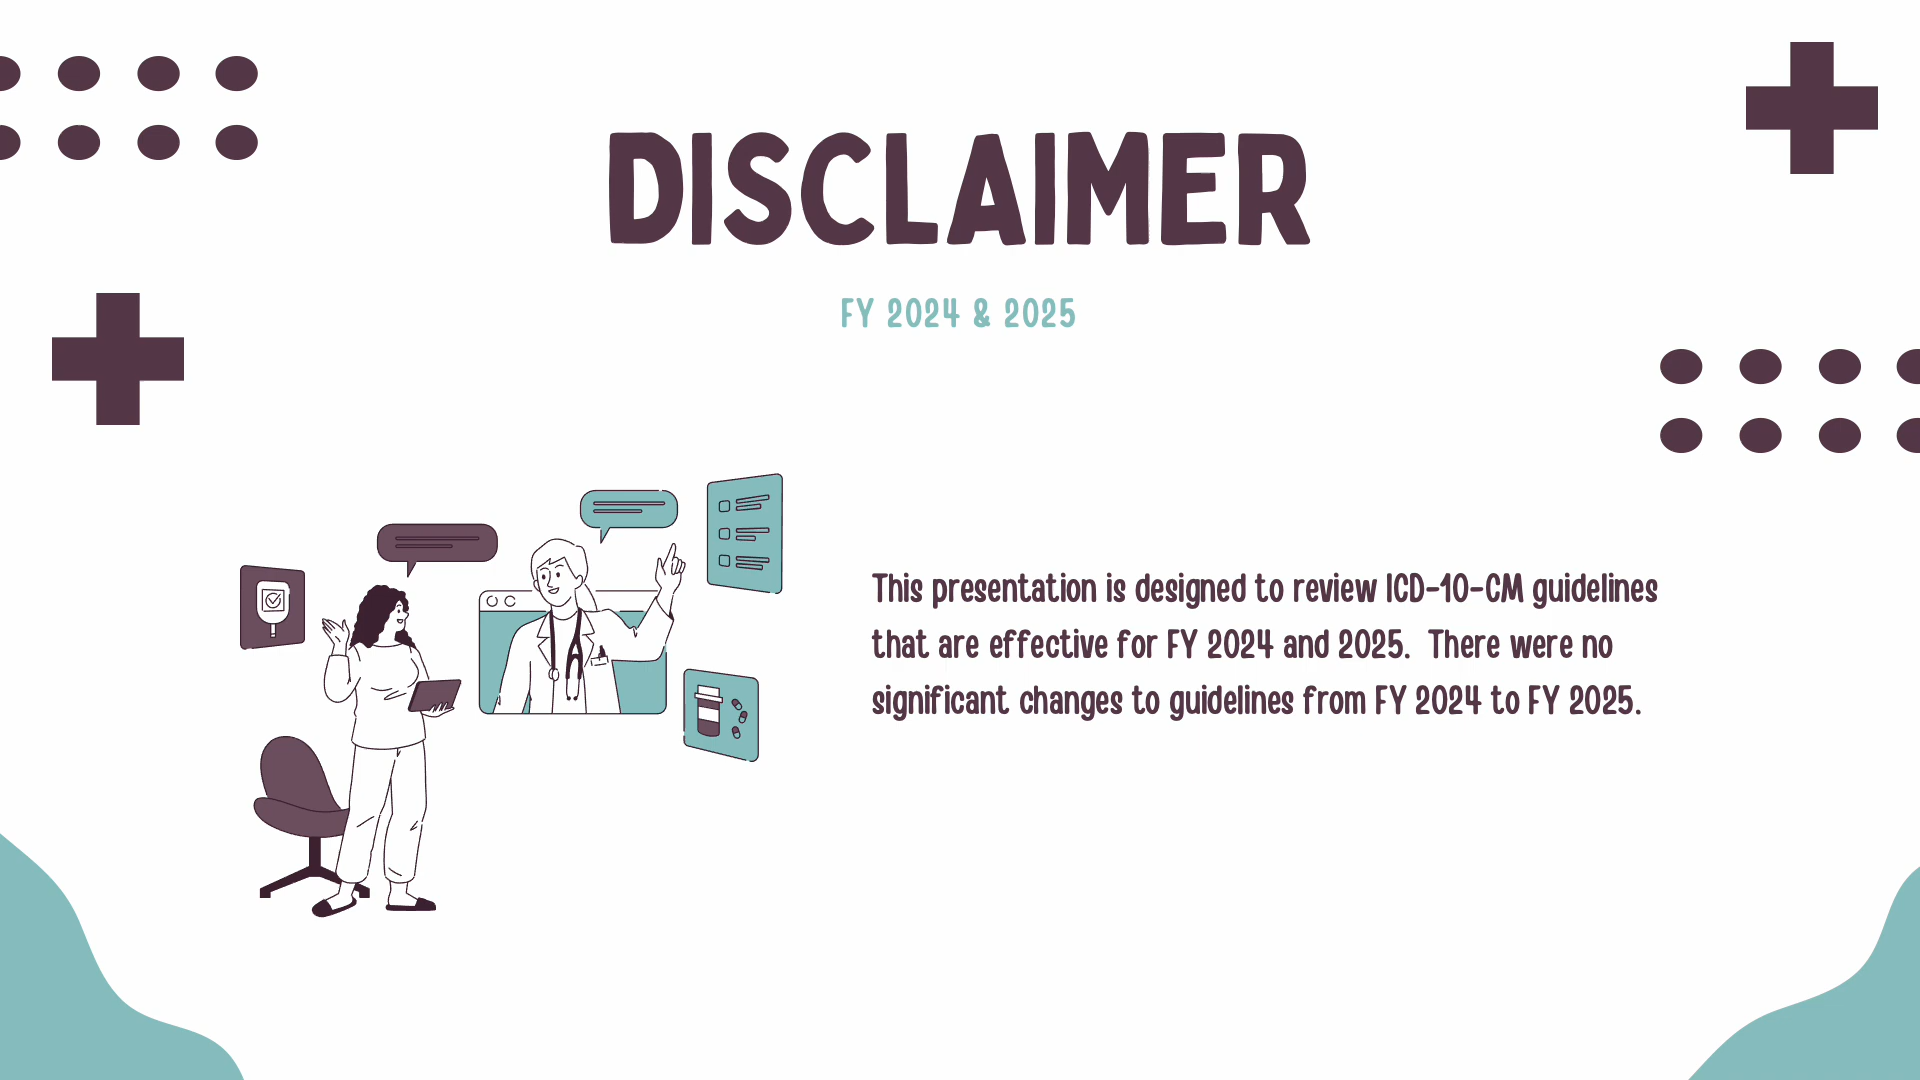 DISCLAIMER
FY 2024 & 2025
This presentation is designed to review ICD-10-CM guidelines
that are effective for FY 2024 and 2025.  There were no
significant changes to guidelines from FY 2024 to FY 2025.